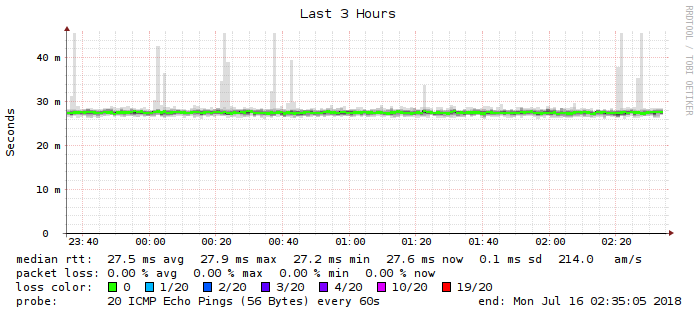 Last 3 Hours
RRDTOOL / TOBI OETIKER
Seconds
40 m
30 m
20 m
10 m
0
23:40 00:00 00:20 00:40 01:00 01:20 01:40 02:00 02:20
median rtt: 27.5 ms avg 27.9 ms max 27.2 ms min 27.6 ms now 0.1 ms sd 214.0 am/s
packet loss: 0.00 % avg 0.00 % max 0.00 % min 0.00 % now
loss color: 0 1/20 2/20 3/20 4/20 10/20 19/20
probe: 20 ICMP Echo Pings (56 Bytes) every 60s end: Mon Jul 16 02:35:05 2018